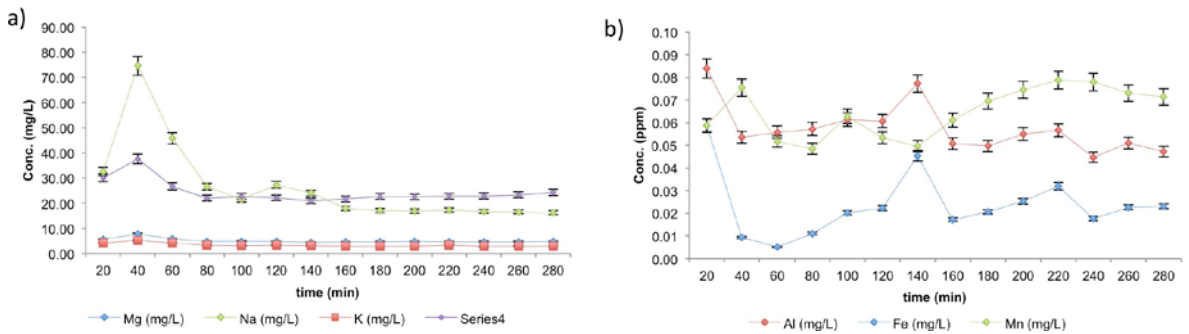 a)
90.00
80.00
70.00
60.00
50.00
40.00
30.00
20.00
10.00
0.00
Conc. (mg/L)
20 40 60 80 100 120 140 160 180 200 220 240 260 280
time (min)
Mg (mg/L) Na (mg/L) K (mg/L) Series4
b)
0.10
0.09
0.08
0.07
0.06
0.05
0.04
0.03
0.02
0.01
0.00
Conc. (ppm)
20 40 60 80 100 120 140 160 180 200 220 240 260 280
time (min)
Al (mg/L) Fe (mg/L) Mn (mg/L)